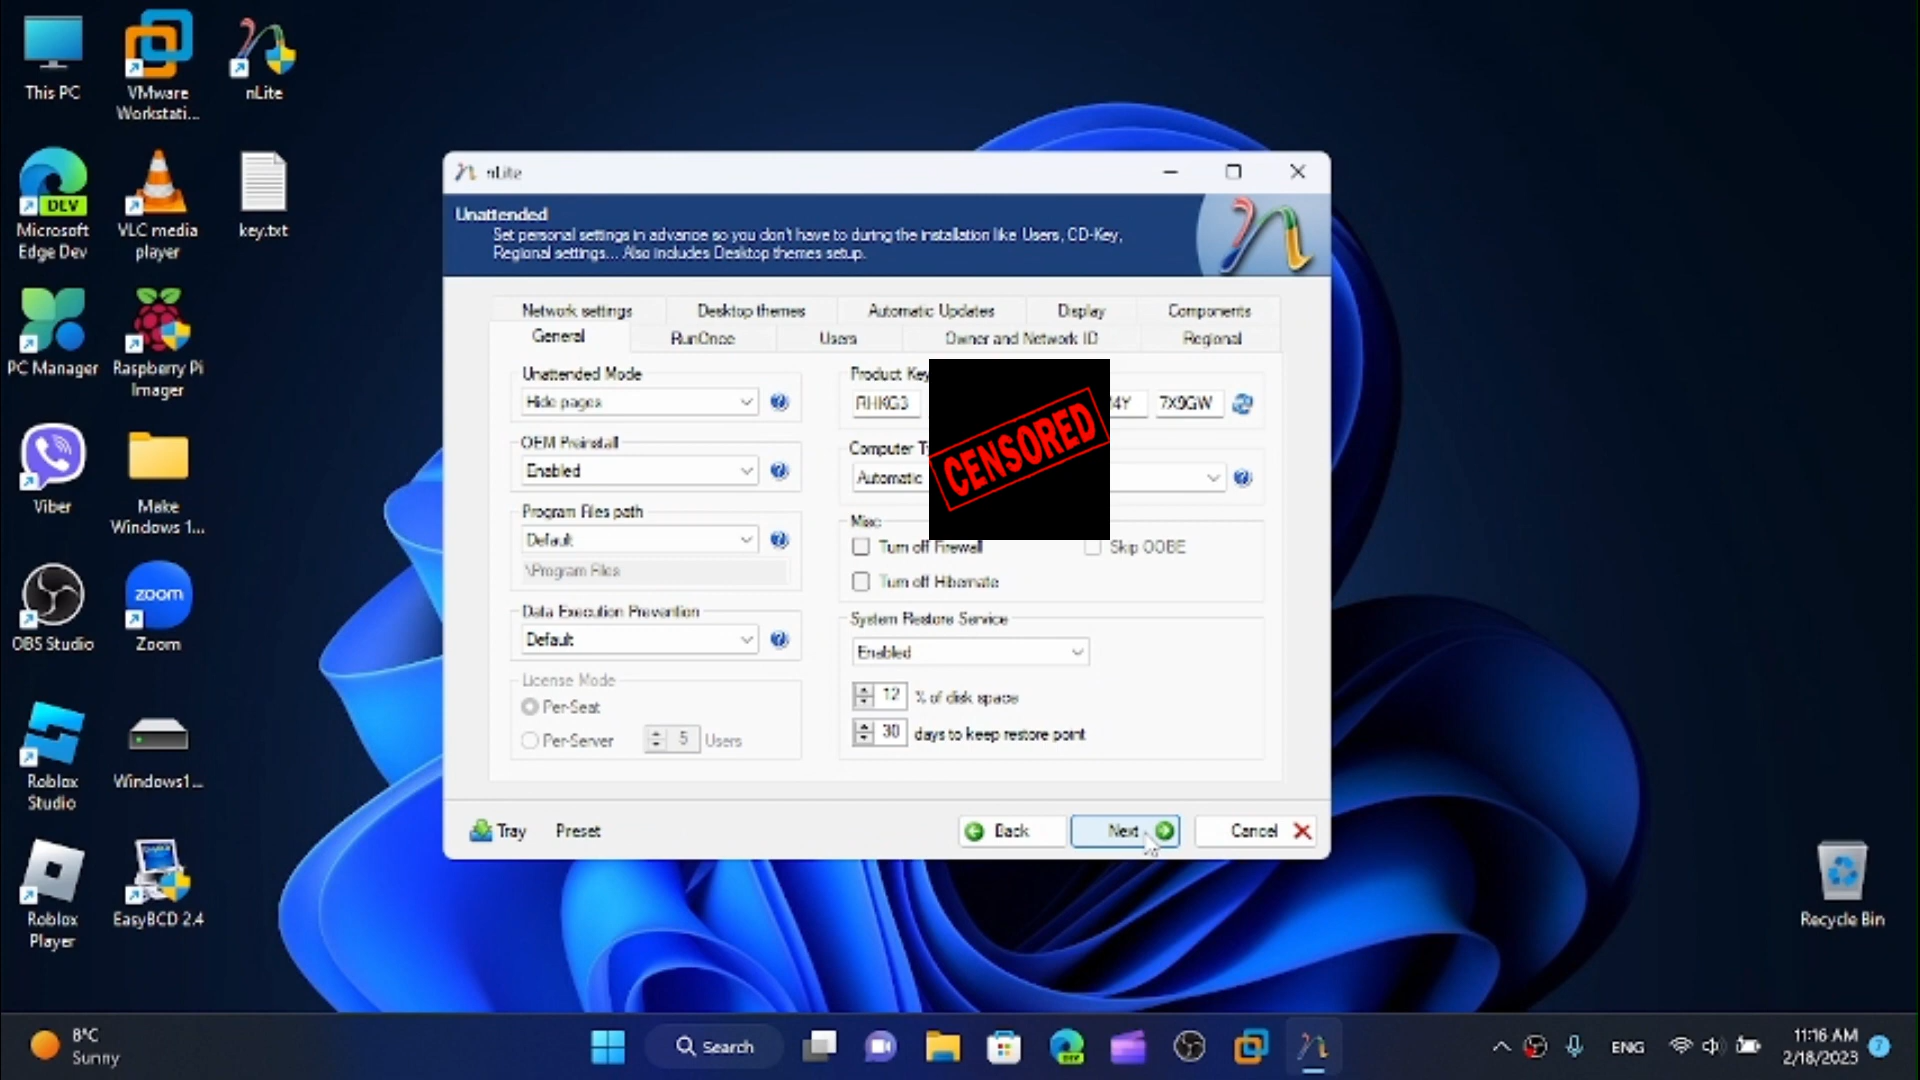 This PC
VMware
Workstati...
nLite
Microsoft
Edge Dev
DEV
VLC media
player
key.txt
PC Manager
Raspberry Pi
Imager
Viber
Make
Windows 1...
OBS Studio
zoom
Zoom
Roblox
Studio
Windows1...
Roblox
Player
EasyBCD 2.4
Recycle Bin
nLite
Unattended
Set personal settings in advance so you don't have to during the installation like Users, CD-Key,
Regional settings... Also includes Desktop themes setup.
Network settings
Desktop themes
Automatic Updates
Display
Components
General
RunOnce
Users
Owner and Network ID
Regional
Unattended Mode
Hide pages
OEM Preinstall
Enabled
Program Files path
Default
\Program Files
Data Execution Prevention
Default
License Mode
Per-Seat
Per-Server
5
Users
Product Key
RHKG3
4Y
7X9GW
CENSORED
Computer Ty
Automatic
Misc
Turn off Firewall
Skip OOBE
Turn off Hibernate
System Restore Service
Enabled
12
% of disk space
30
days to keep restore point
Tray
Preset
Back
Next
Cancel
8°C
Sunny
Search
DEV
ENG
11:16 AM
2/18/2023
7